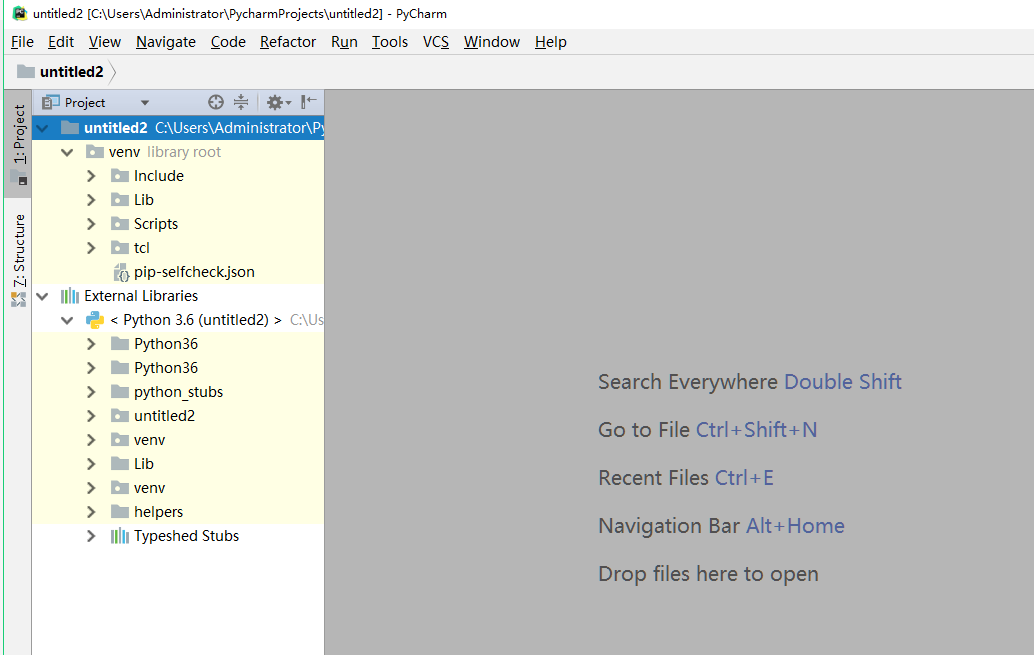 untitled2 [C:\Users\Administrator\PycharmProjects\untitled2] - PyCharm
File Edit View Navigate Code Refactor Run Tools VCS Window Help
untitled2
1: Project
Z: Structure
Project
untitled2 C:\Users\Administrator\Py
venv library root
Include
Lib
Scripts
tcl
pip-selfcheck.json
External Libraries
< Python 3.6 (untitled2) > C:\Us
Python36
Python36
python_stubs
untitled2
venv
Lib
venv
helpers
Typeshed Stubs
Search Everywhere Double Shift
Go to File Ctrl+Shift+N
Recent Files Ctrl+E
Navigation Bar Alt+Home
Drop files here to open